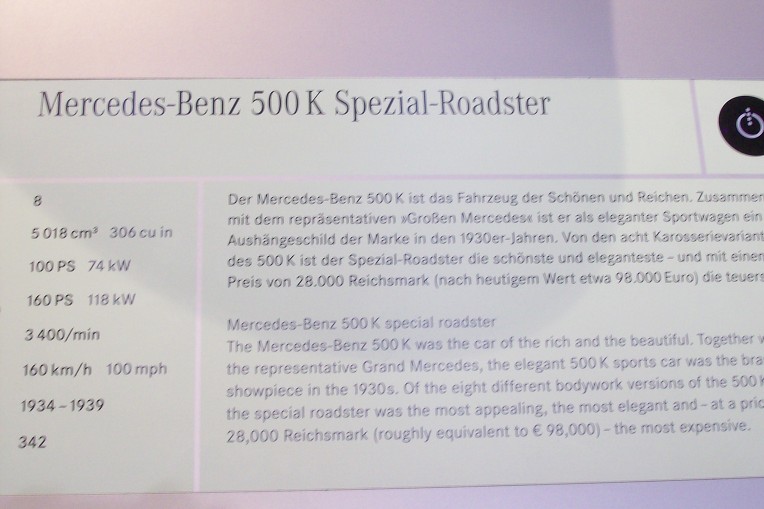 Mercedes-Benz 500 K Spezial-Roadster
8
5 018 cm³ 306 cu in
100 PS 74 kW
160 PS 118 kW
3 400/min
160 km/h 100 mph
1934 – 1939
342
Der Mercedes-Benz 500 K ist das Fahrzeug der Schönen und Reichen. Zusammen
mit dem repräsentativen »Großen Mercedes« ist er als eleganter Sportwagen ein
Aushängeschild der Marke in den 1930er-Jahren. Von den acht Karosserievariant
des 500 K ist der Spezial-Roadster die schönste und eleganteste – und mit einem
Preis von 28.000 Reichsmark (nach heutigem Wert etwa 98.000 Euro) die teuers
Mercedes-Benz 500 K special roadster
The Mercedes-Benz 500 K was the car of the rich and the beautiful. Together
the representative Grand Mercedes, the elegant 500 K sports car was the bra
showpiece in the 1930s. Of the eight different bodywork versions of the 500 K
the special roadster was the most appealing, the most elegant and – at a pric
28,000 Reichsmark (roughly equivalent to € 98,000) – the most expensive.